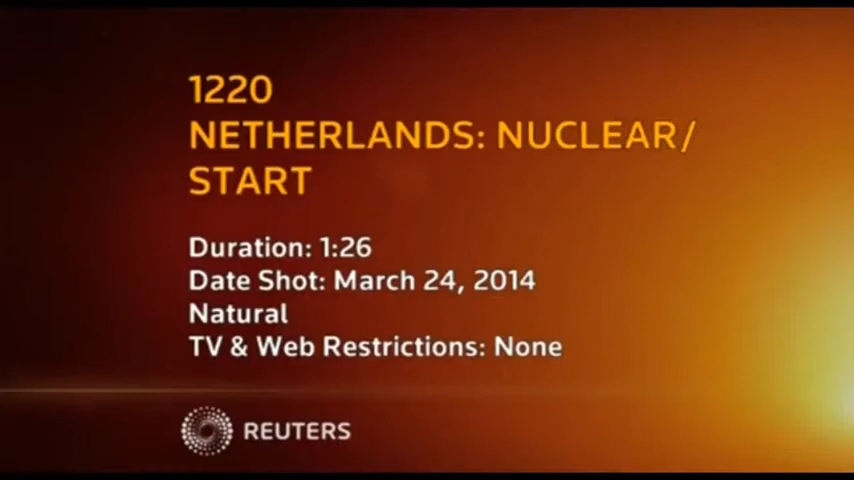 1220
NETHERLANDS: NUCLEAR/
START
Duration: 1:26
Date Shot: March 24, 2014
Natural
TV & Web Restrictions: None
REUTERS